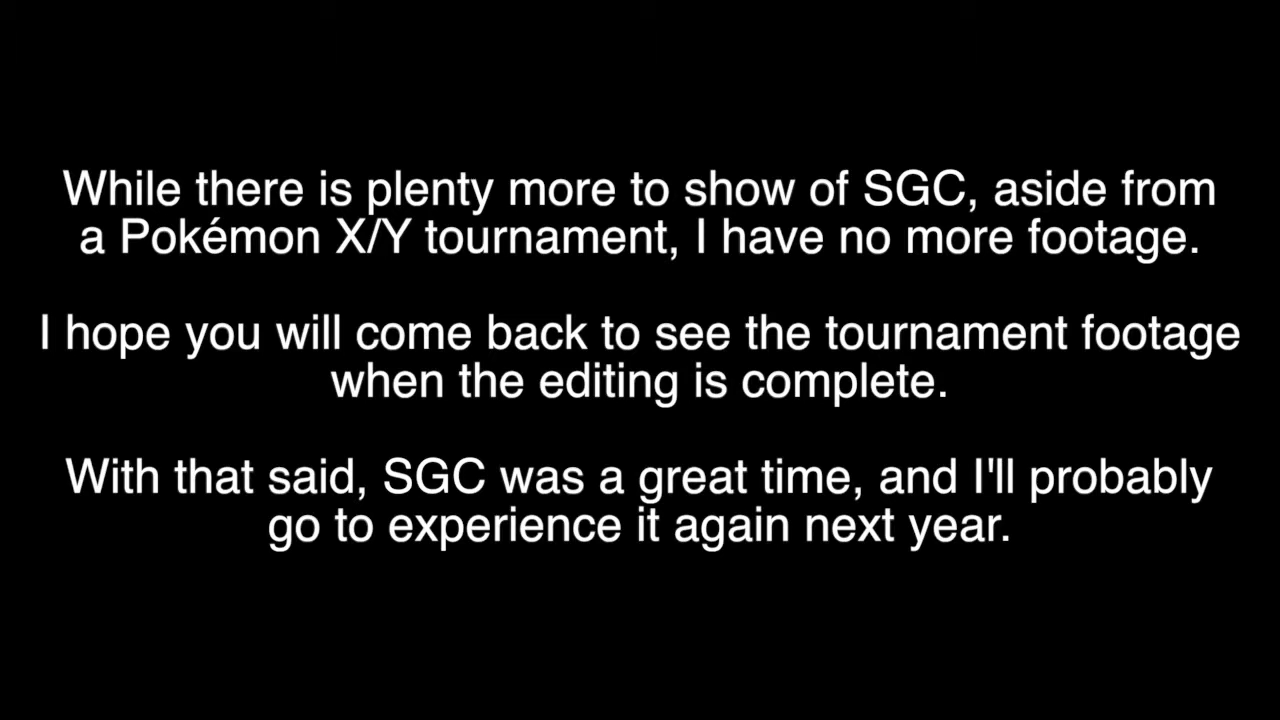 While there is plenty more to show of SGC, aside from
a Pokémon X/Y tournament, I have no more footage.
I hope you will come back to see the tournament footage
when the editing is complete.
With that said, SGC was a great time, and I'll probably
go to experience it again next year.